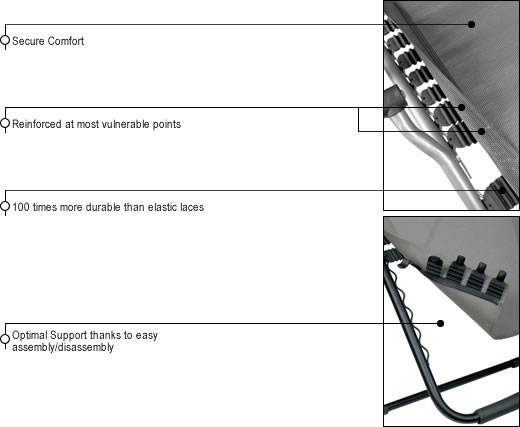 Secure Comfort
Reinforced at most vulnerable points
100 times more durable than elastic laces
Optimal Support thanks to easy
assembly/disassembly